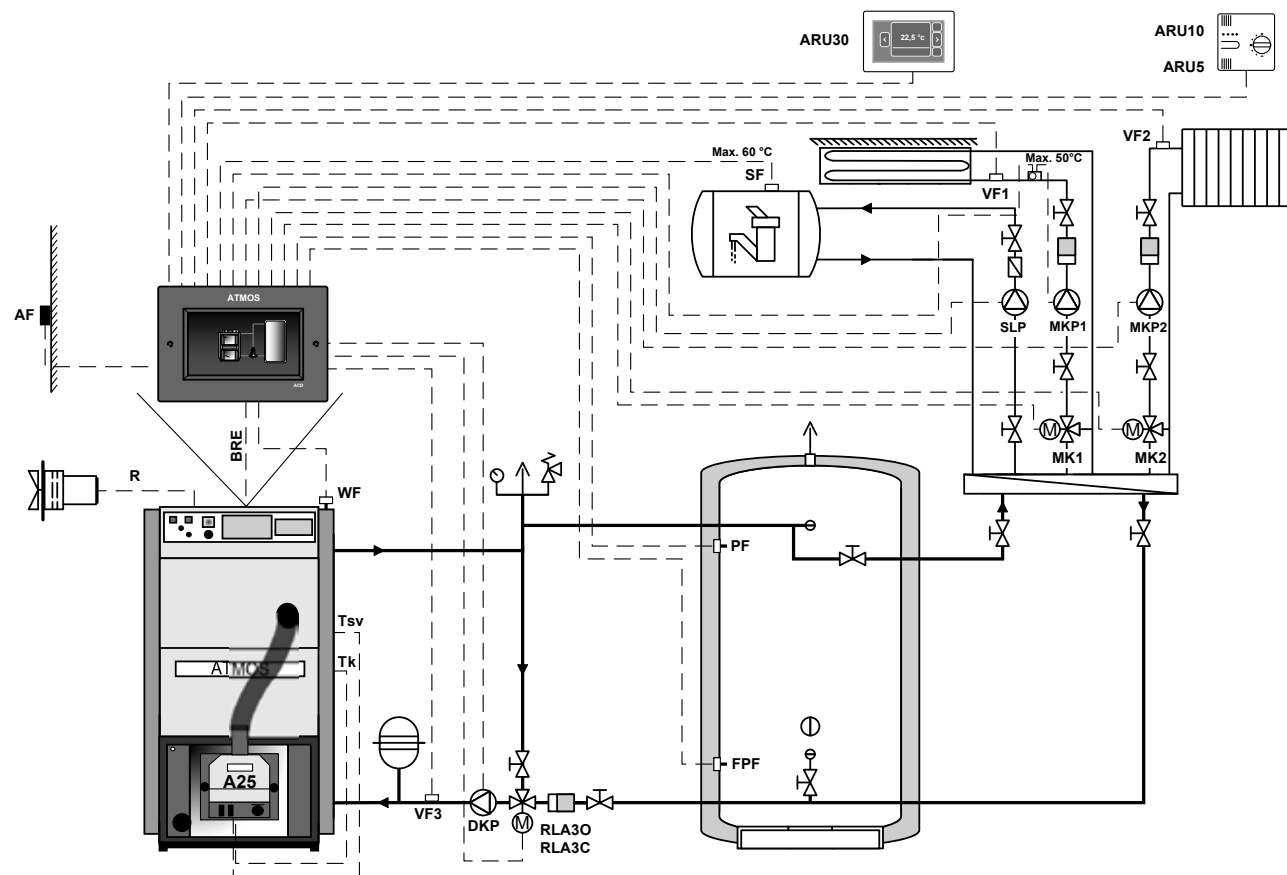 ARU30
22,5 °c
ARU10
ARU5
VF2
Max. 60 °C
SF
Max. 50°C
VF1
ATMOS
ACD
AF
SLP
MKP1
MKP2
BRE
M
M
MK1
MK2
R
WF
PF
Tsv
Tk
ATMOS
FPF
A25
VF3
DKP
M
RLA3O
RLA3C